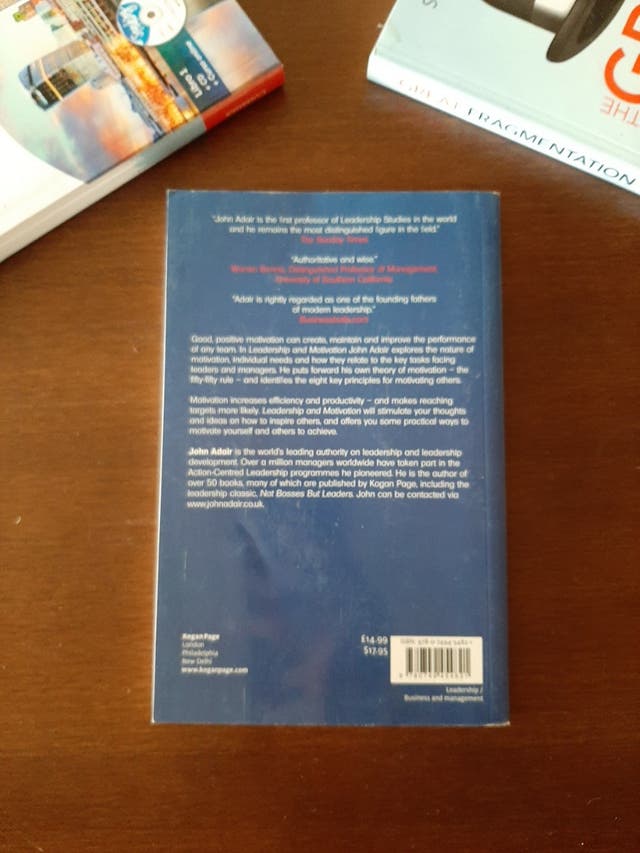 Libro 2
+ CD
+ Curso online
THE
GREAT FRAGMENTATION
"John Adair is the first professor of Leadership Studies in the world
and he remains the most distinguished figure in the field."
The Sunday Times
"Authoritative and wise."
Warren Bennis, Distinguished Professor of Management,
University of Southern California
"Adair is rightly regarded as one of the founding fathers
of modern leadership."
Businesshelp.com
Good, positive motivation can create, maintain and improve the performance
of any team. In Leadership and Motivation John Adair explores the nature of
motivation, individual needs and how they relate to the key tasks facing
leaders and managers. He puts forward his own theory of motivation – the
fifty-fifty rule – and identifies the eight key principles for motivating others.
Motivation increases efficiency and productivity – and makes reaching
targets more likely. Leadership and Motivation will stimulate your thoughts
and ideas on how to inspire others, and offers you some practical ways to
motivate yourself and others to achieve.
John Adair is the world's leading authority on leadership and leadership
development. Over a million managers worldwide have taken part in the
Action-Centred Leadership programmes he pioneered. He is the author of
over 50 books, many of which are published by Kogan Page, including the
leadership classic, Not Bosses But Leaders. John can be contacted via
www.johnadair.co.uk.
Kogan Page
London
Philadelphia
New Delhi
www.koganpage.com
£14.99
$17.95
ISBN
Leadership /
Business and management